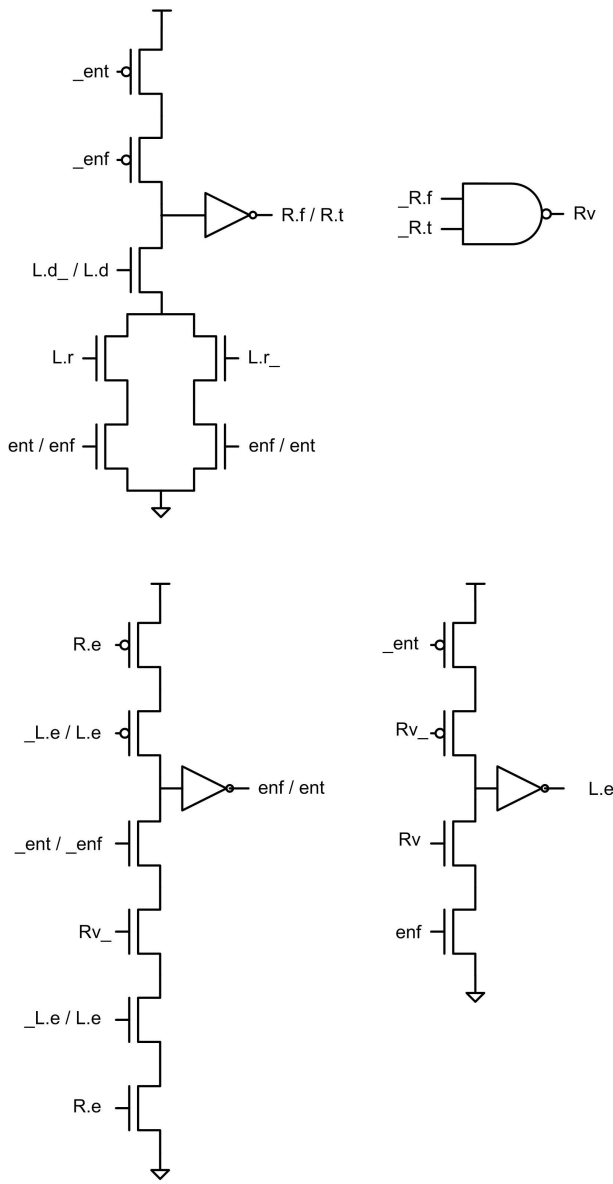 _ent
_enf
R.f / R.t
L.d_ / L.d
L.r
L.r_
ent / enf
enf / ent
_R.f
_R.t
Rv
R.e
_L.e / L.e
enf / ent
_ent / _enf
Rv_
_L.e / L.e
R.e
_ent
Rv_
L.e
Rv
enf